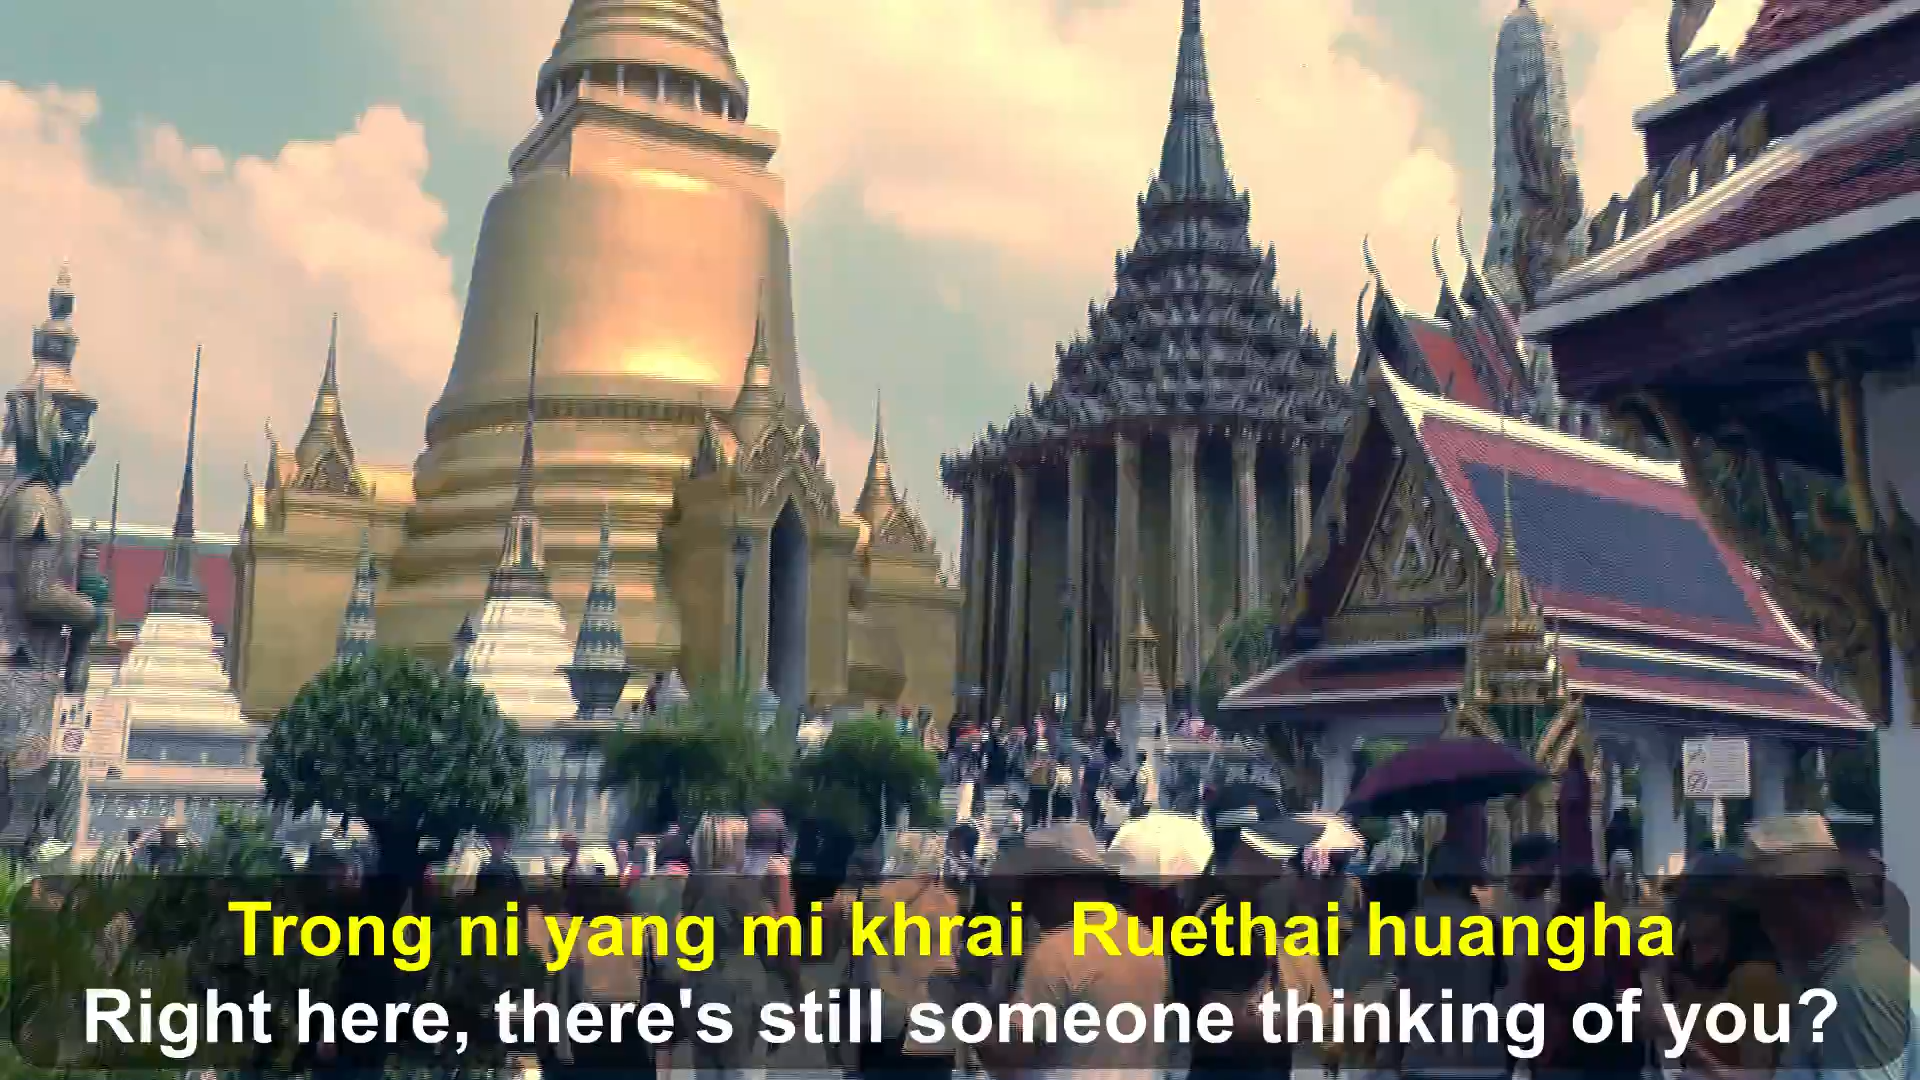 Trong ni yang mi khrai  Ruethai huangha
Right here, there's still someone thinking of you?